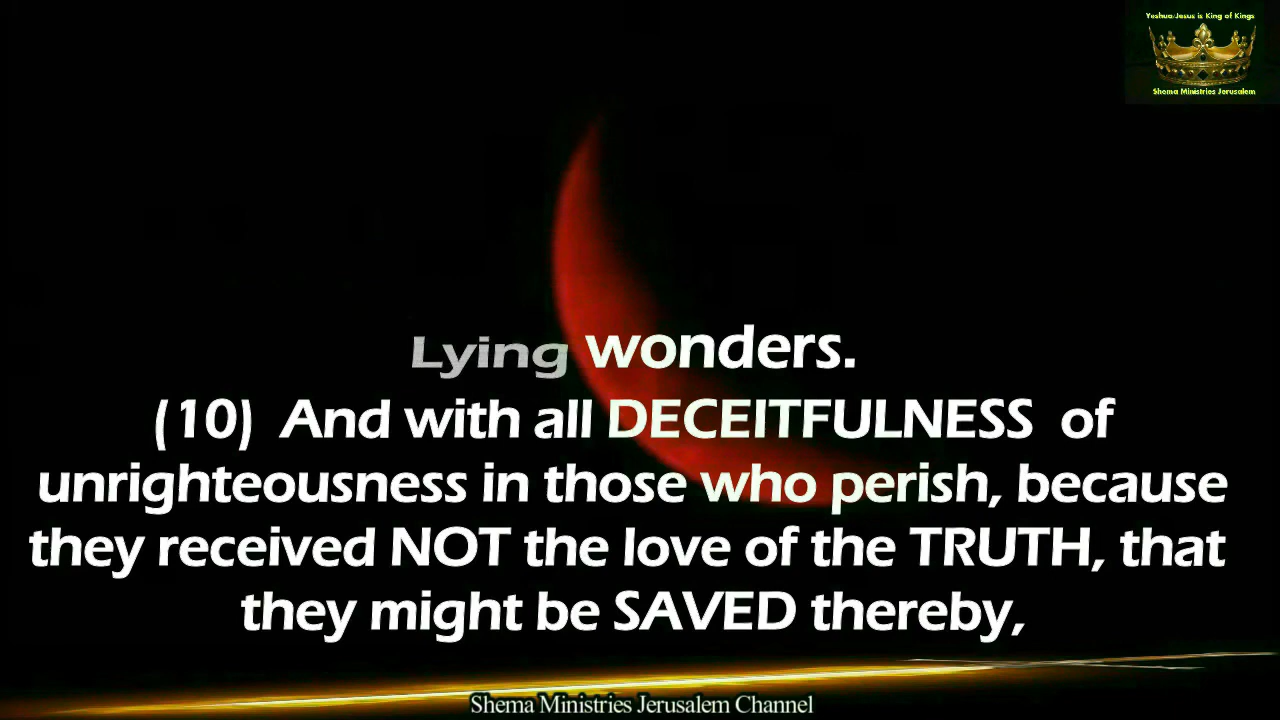 Yeshua/Jesus is King of Kings
Shema Ministries Jerusalem
Lying wonders.
(10) And with all DECEITFULNESS of
unrighteousness in those who perish, because
they received NOT the love of the TRUTH, that
they might be SAVED thereby,
Shema Ministries Jerusalem Channel